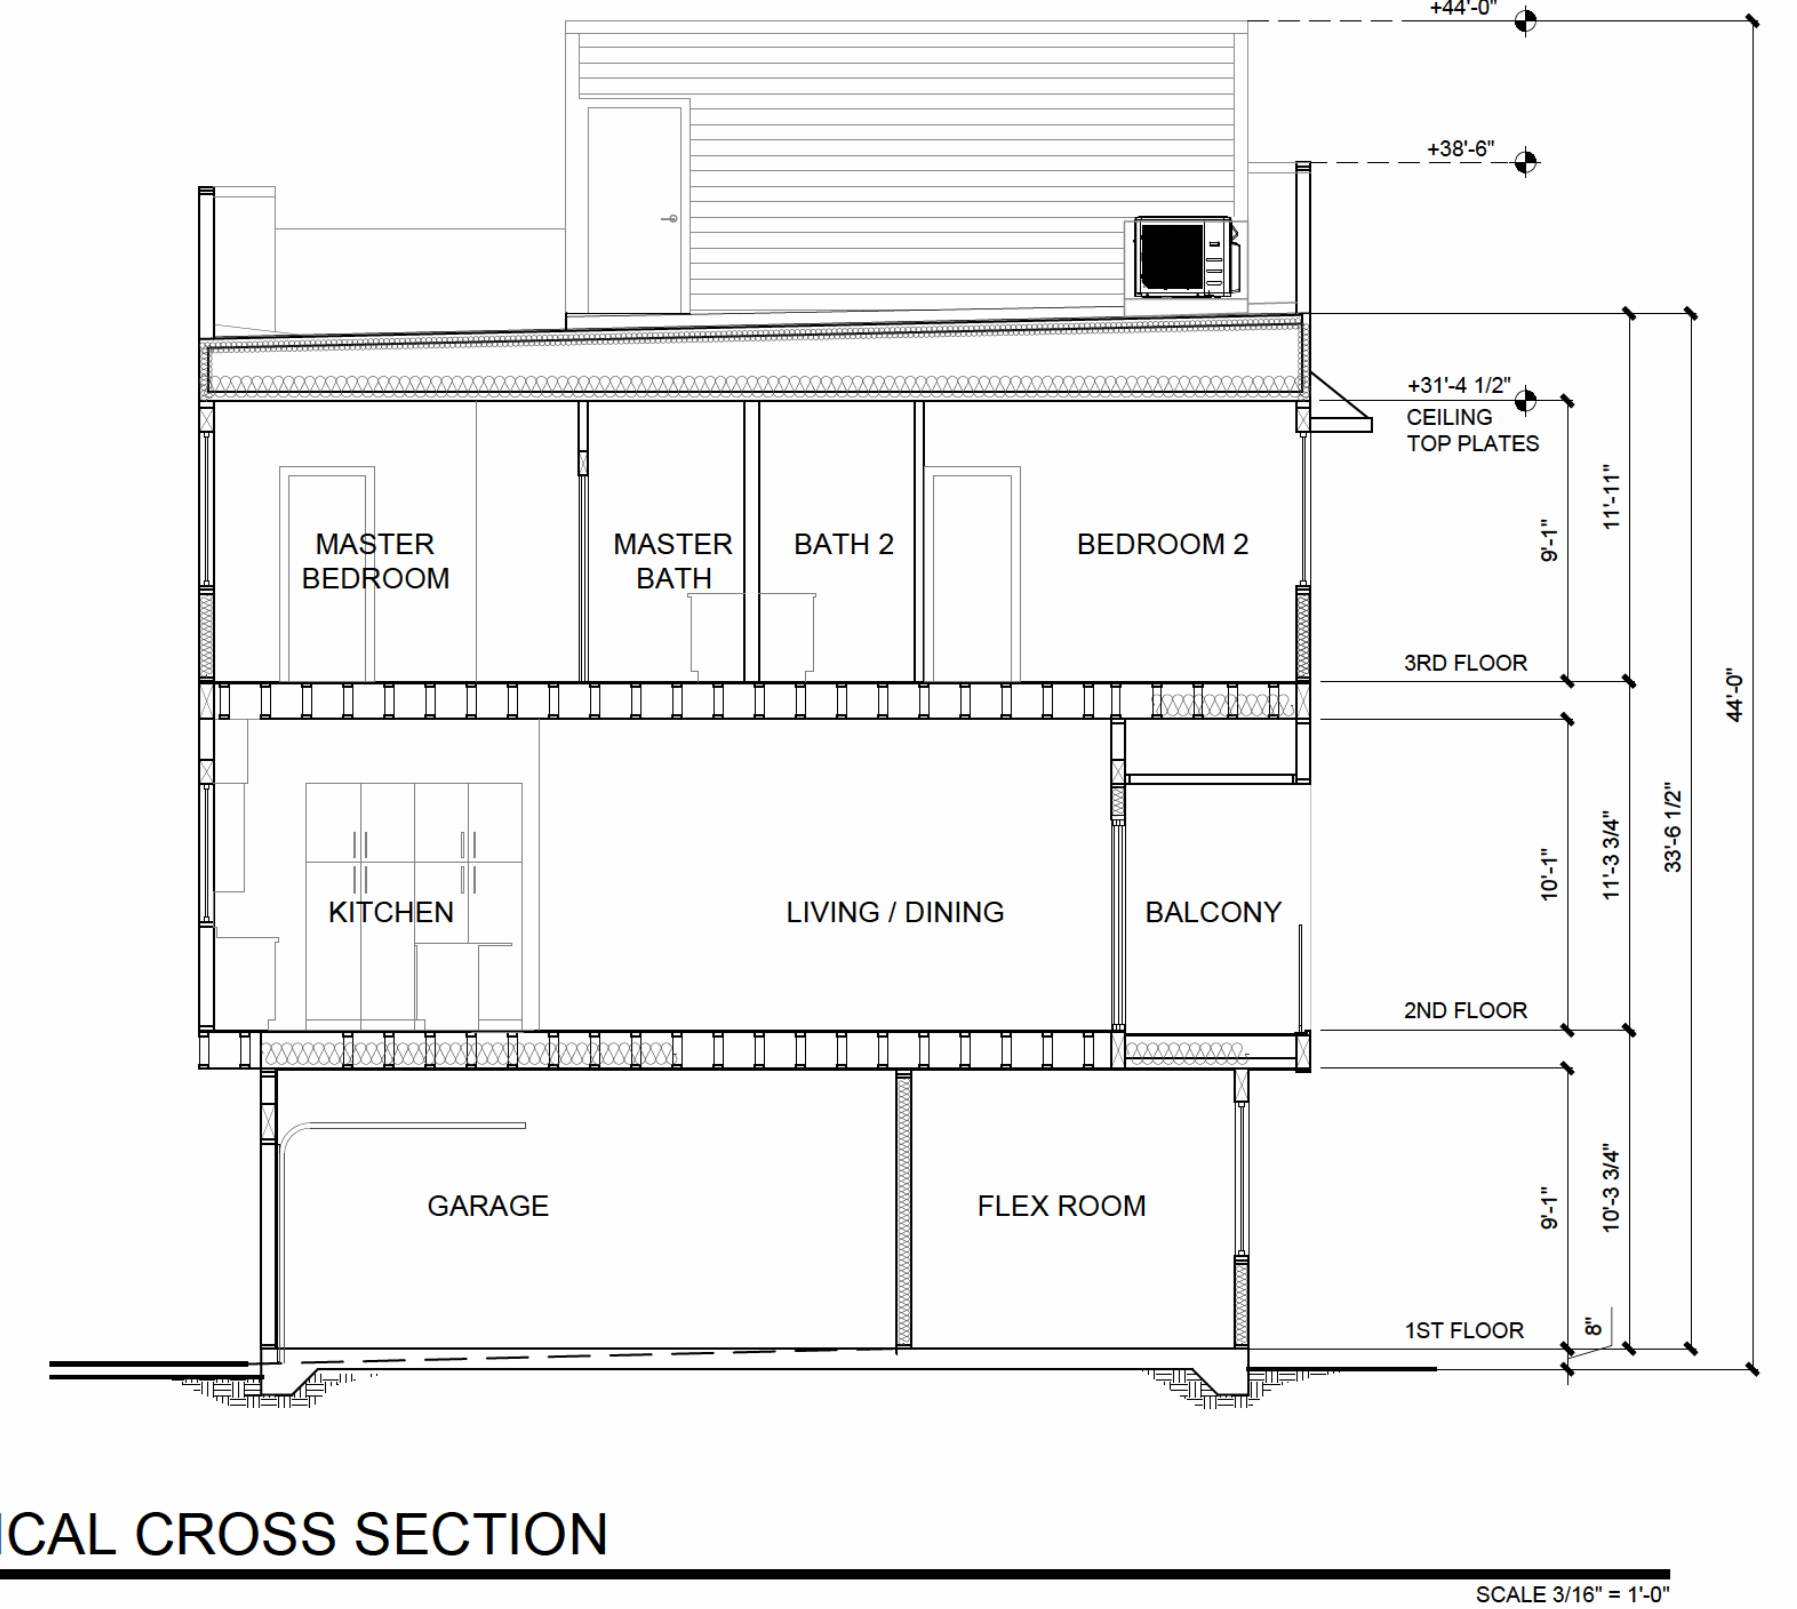 +44'-0"
+38'-6"
+31'-4 1/2"
CEILING
TOP PLATES
11'-11"
9'-1"
MASTER
BEDROOM
MASTER
BATH
BATH 2
BEDROOM 2
3RD FLOOR
44'-0"
33'-6 1/2"
11'-3 3/4"
10'-1"
KITCHEN
LIVING / DINING
BALCONY
2ND FLOOR
10'-3 3/4"
9'-1"
GARAGE
FLEX ROOM
1ST FLOOR
8"
ICAL CROSS SECTION
SCALE 3/16" = 1'-0"